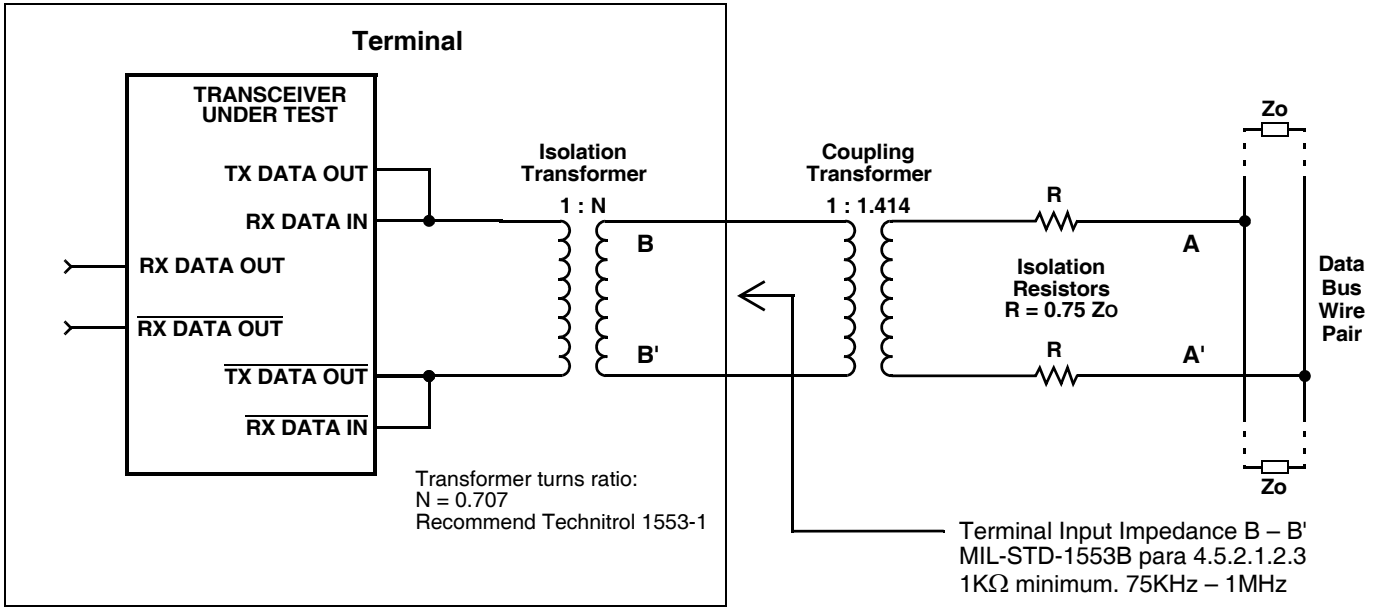 Terminal
TRANSCEIVER
UNDER TEST
TX DATA OUT
RX DATA IN
RX DATA OUT
RX DATA OUT
TX DATA OUT
RX DATA IN
Isolation
Transformer
1 : N
B
B'
Transformer turns ratio:
N = 0.707
Recommend Technitrol 1553-1
Coupling
Transformer
1 : 1.414
R
A
Isolation
Resistors
R = 0.75 Zo
R
A'
Zo
Data
Bus
Wire
Pair
Zo
Terminal Input Impedance B – B'
MIL-STD-1553B para 4.5.2.1.2.3
1KΩ minimum. 75KHz – 1MHz